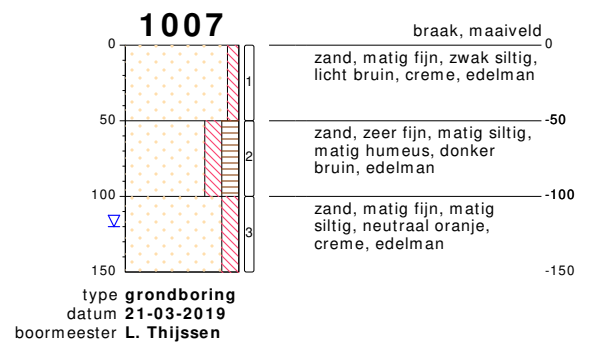 1007
braak, maaiveld
0
0
zand, matig fijn, zwak siltig,
licht bruin, creme, edelman
1
50
-50
zand, zeer fijn, matig siltig,
matig humeus, donker
bruin, edelman
2
100
-100
zand, matig fijn, matig
siltig, neutraal oranje,
creme, edelman
3
150
-150
type grondboring
datum 21-03-2019
boormeester L. Thijssen